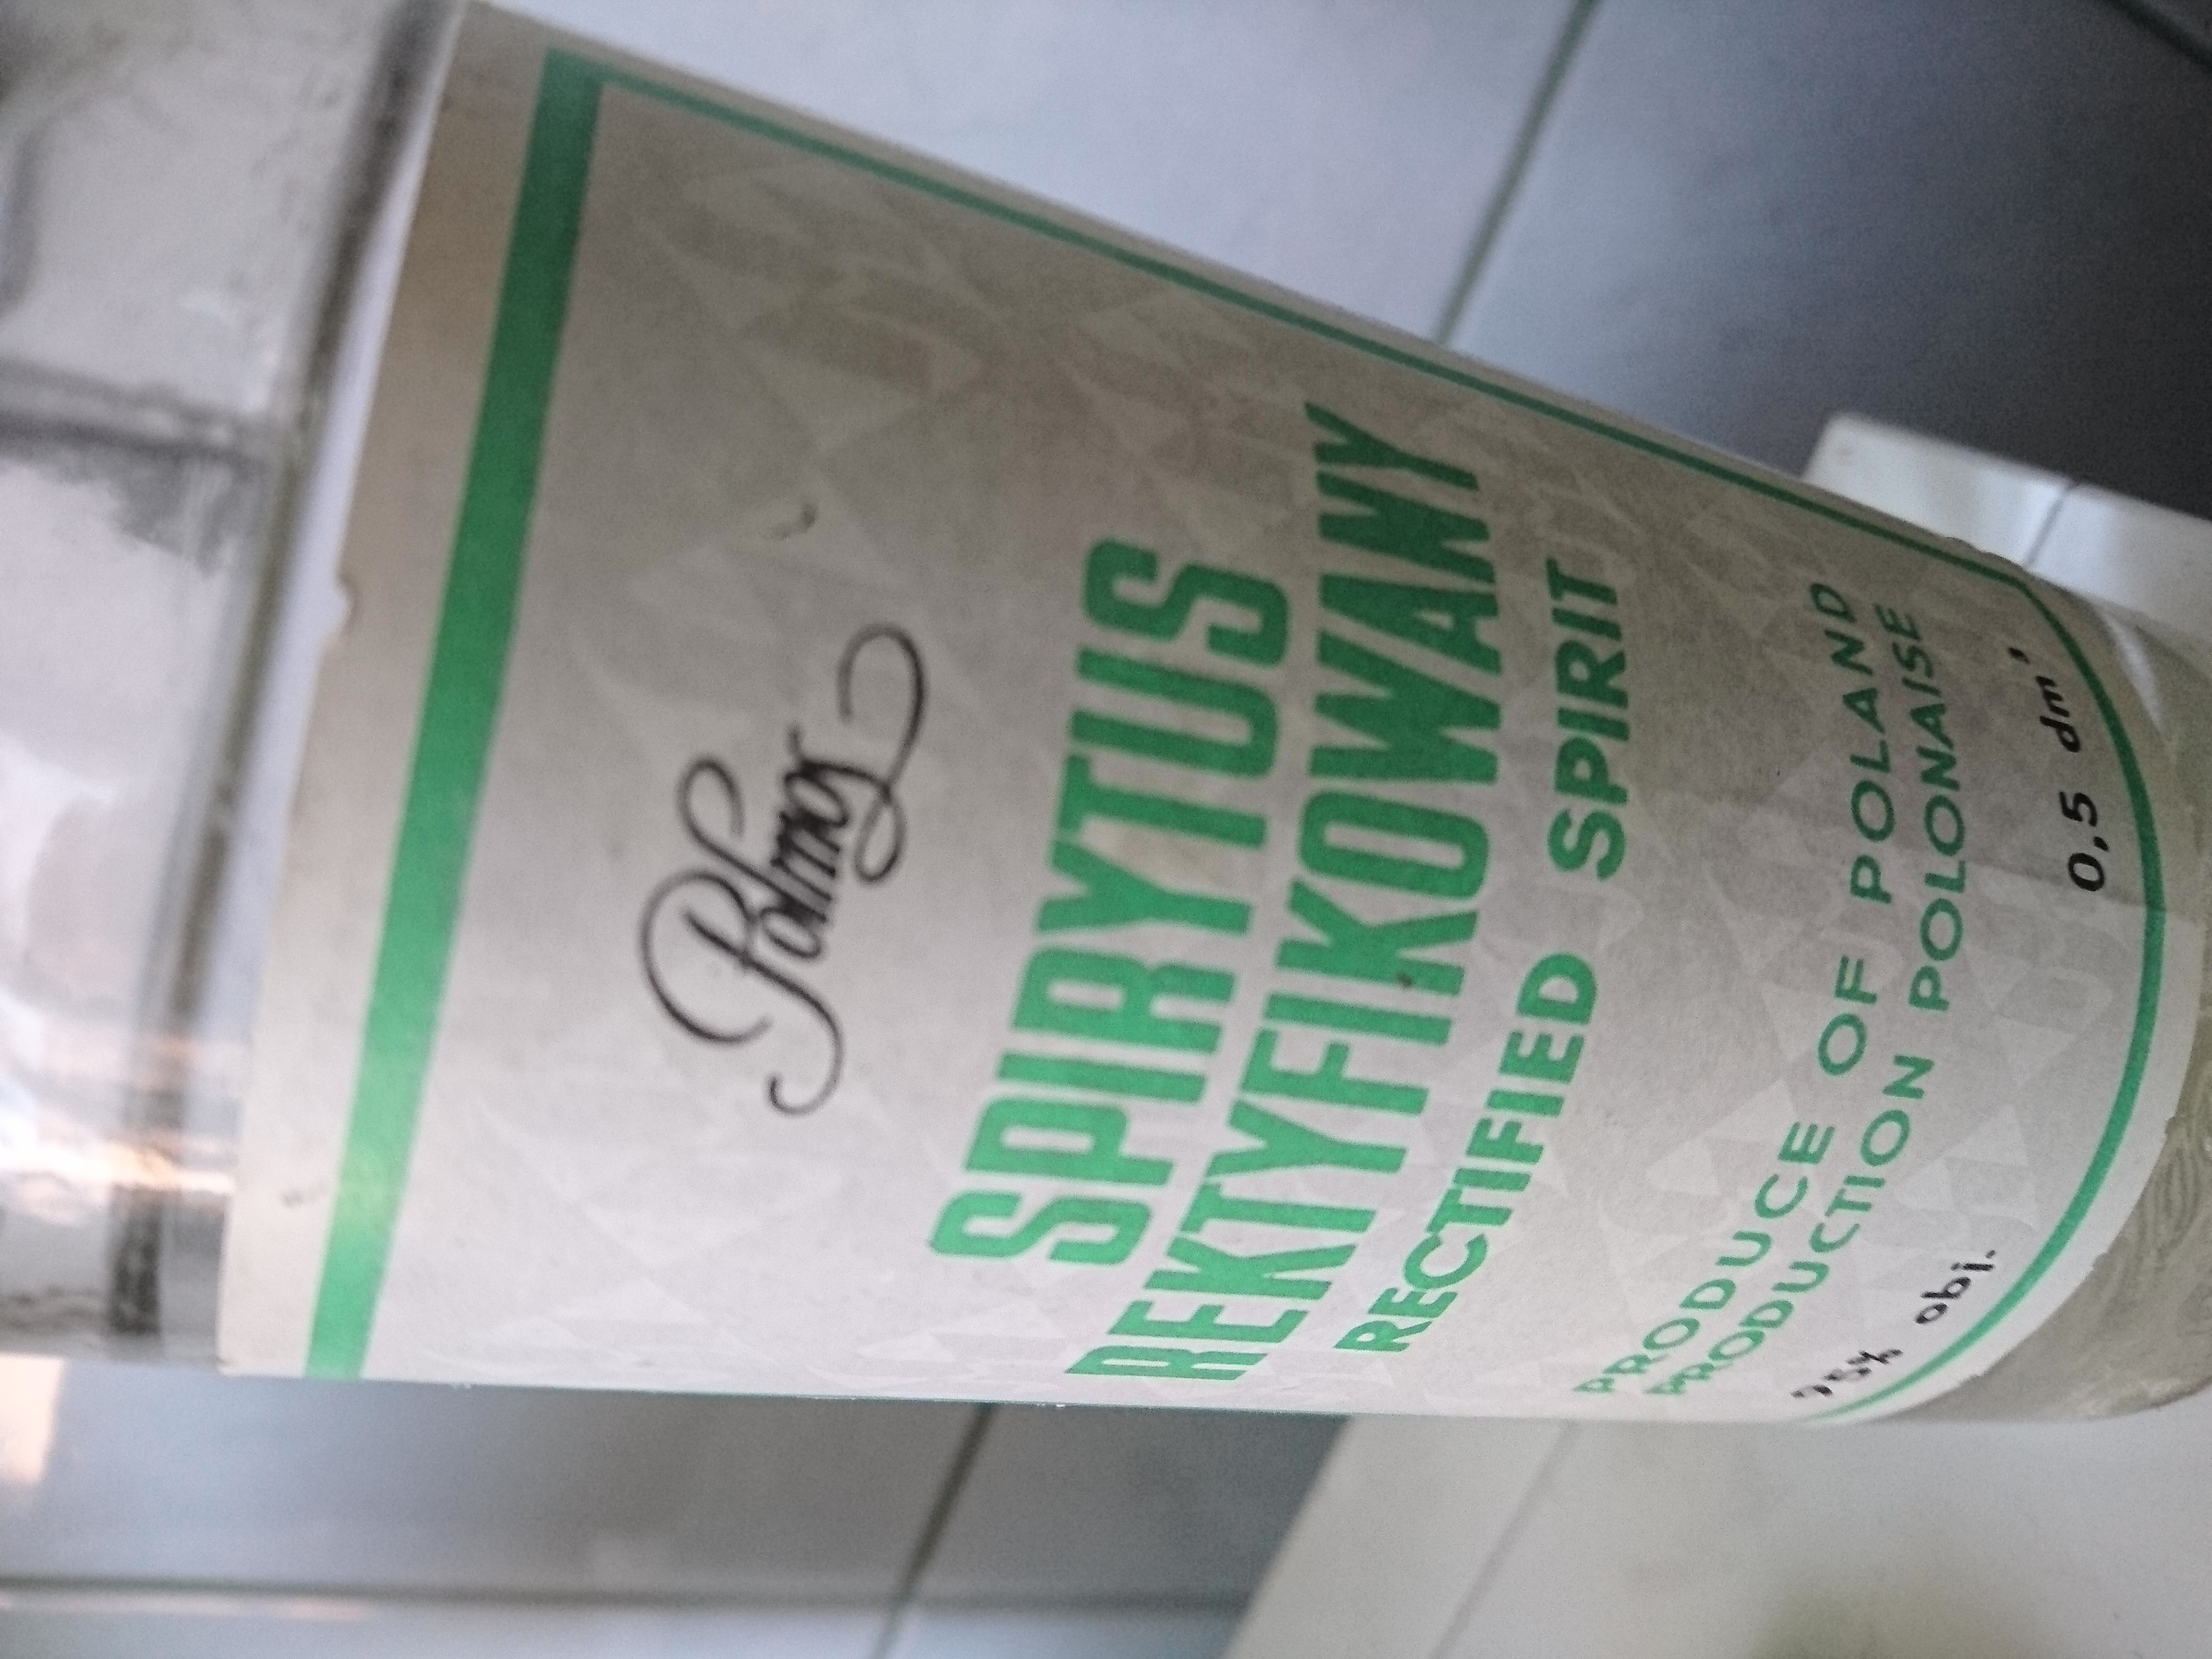 Polmos
SPIRYTUS
REKTYFIKOWANY
RECTIFIED SPIRIT
PRODUCE OF POLAND
PRODUCTION POLONAISE
obj. 0,5 dm³